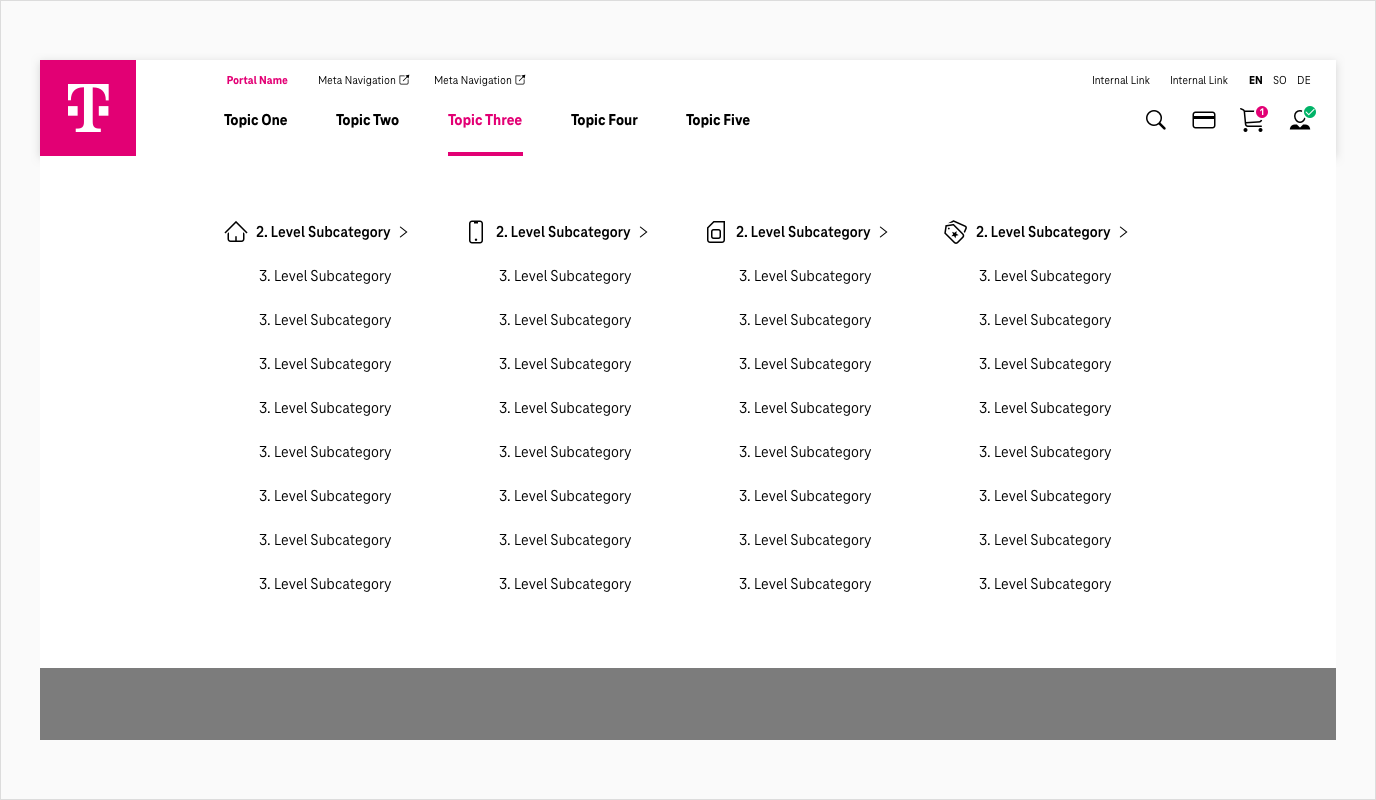 T
Portal Name Meta Navigation Meta Navigation Internal Link Internal Link EN SO DE
Topic One Topic Two Topic Three Topic Four Topic Five 1
2. Level Subcategory 2. Level Subcategory 2. Level Subcategory 2. Level Subcategory
3. Level Subcategory 3. Level Subcategory 3. Level Subcategory 3. Level Subcategory
3. Level Subcategory 3. Level Subcategory 3. Level Subcategory 3. Level Subcategory
3. Level Subcategory 3. Level Subcategory 3. Level Subcategory 3. Level Subcategory
3. Level Subcategory 3. Level Subcategory 3. Level Subcategory 3. Level Subcategory
3. Level Subcategory 3. Level Subcategory 3. Level Subcategory 3. Level Subcategory
3. Level Subcategory 3. Level Subcategory 3. Level Subcategory 3. Level Subcategory
3. Level Subcategory 3. Level Subcategory 3. Level Subcategory 3. Level Subcategory
3. Level Subcategory 3. Level Subcategory 3. Level Subcategory 3. Level Subcategory